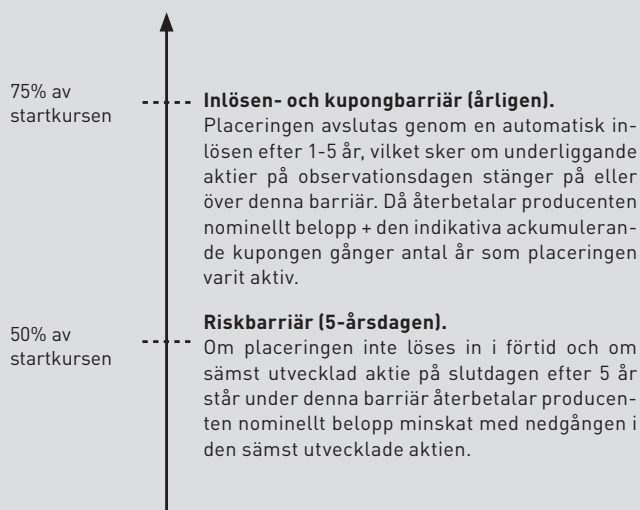 75% av
startkursen
Inlösen- och kupongbarriär (årligen).
Placeringen avslutas genom en automatisk in-
lösen efter 1-5 år, vilket sker om underliggande
aktier på observationsdagen stänger på eller
över denna barriär. Då återbetalar producenten
nominellt belopp + den indikativa ackumuleran-
de kupongen gånger antal år som placeringen
varit aktiv.
50% av
startkursen
Riskbarriär (5-årsdagen).
Om placeringen inte löses in i förtid och om
sämst utvecklad aktie på slutdagen efter 5 år
står under denna barriär återbetalar producen-
ten nominellt belopp minskat med nedgången i
den sämst utvecklade aktien.